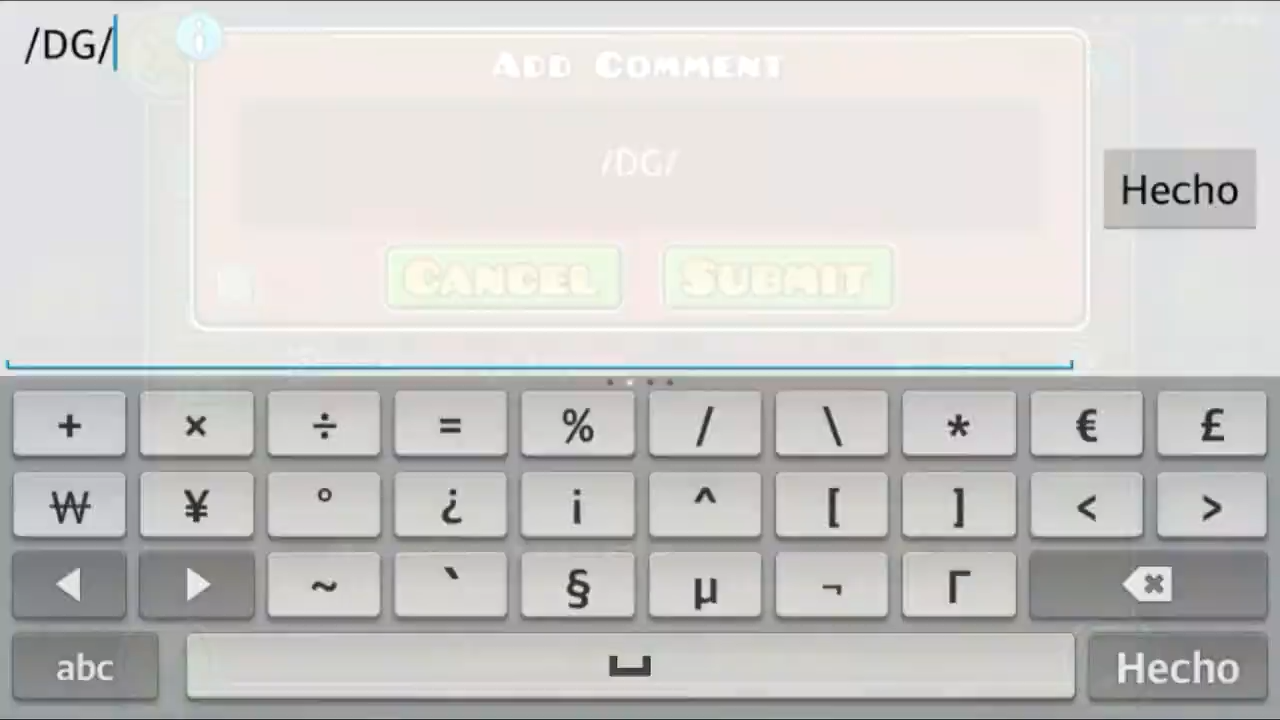 /DG/
Add Comment
/DG/
Hecho
Cancel Submit
+ × ÷ = % / \ * € £
₩ ¥ ° ¿ ¡ ^ [ ] < >
~ ` § µ ¬ Γ
abc Hecho